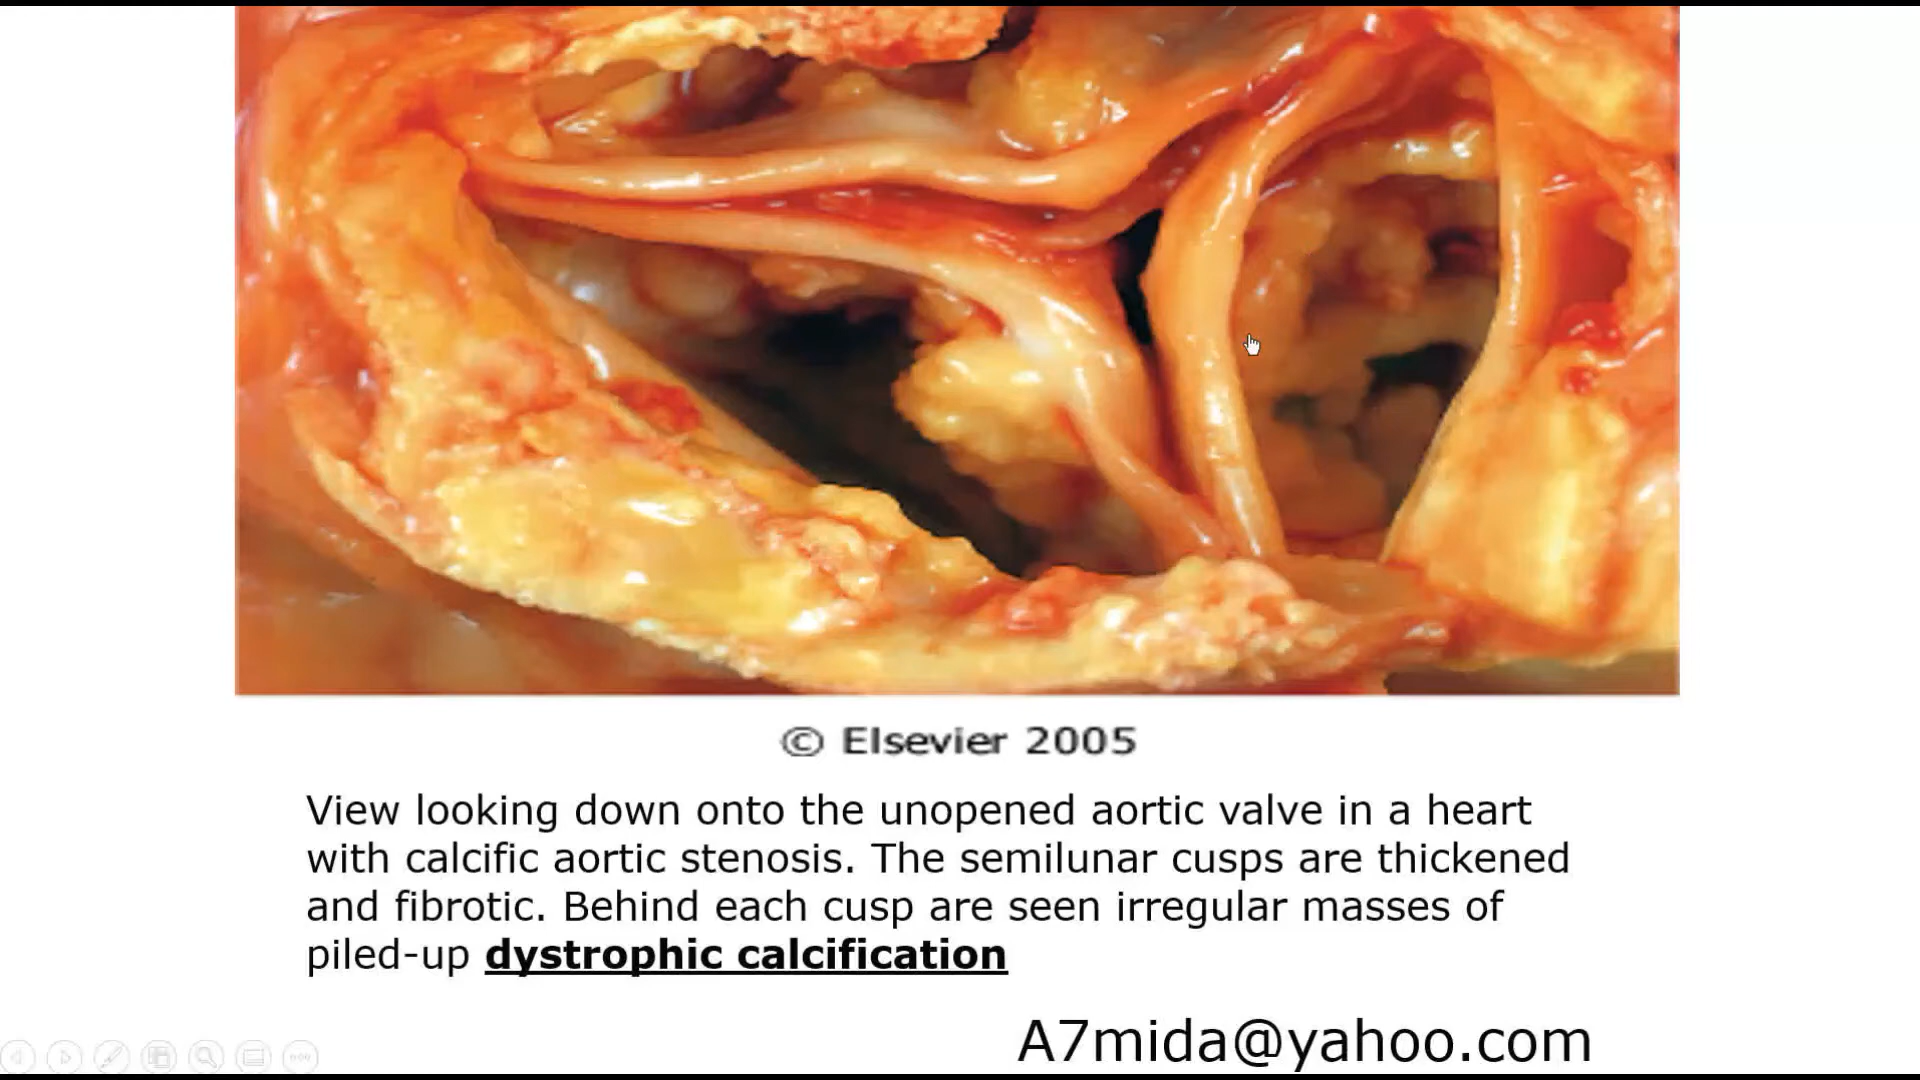 © Elsevier 2005
View looking down onto the unopened aortic valve in a heart
with calcific aortic stenosis. The semilunar cusps are thickened
and fibrotic. Behind each cusp are seen irregular masses of
piled-up dystrophic calcification
A7mida@yahoo.com